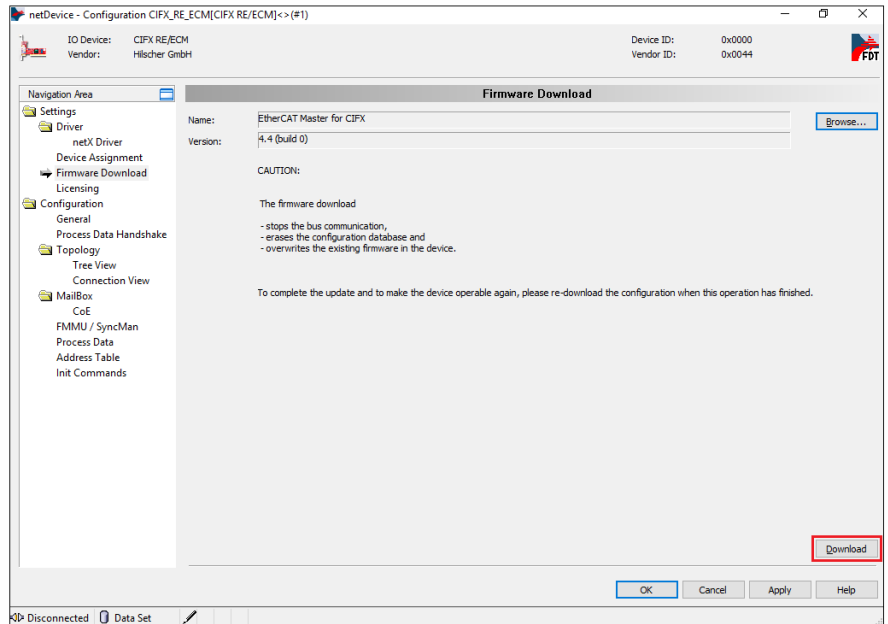 netDevice - Configuration CIFX_RE_ECM[CIFX RE/ECM]<>(#1)
IO Device: CIFX RE/ECM Device ID: 0x0000
Vendor: Hilscher GmbH Vendor ID: 0x0044
FDT
Navigation Area
Settings
Driver
netX Driver
Device Assignment
Firmware Download
Licensing
Configuration
General
Process Data Handshake
Topology
Tree View
Connection View
MailBox
CoE
FMMU / SyncMan
Process Data
Address Table
Init Commands
Firmware Download
Name: EtherCAT Master for CIFX Browse...
Version: 4.4 (build 0)
CAUTION:
The firmware download
- stops the bus communication,
- erases the configuration database and
- overwrites the existing firmware in the device.
To complete the update and to make the device operable again, please re-download the configuration when this operation has finished.
Download
OK Cancel Apply Help
Disconnected Data Set